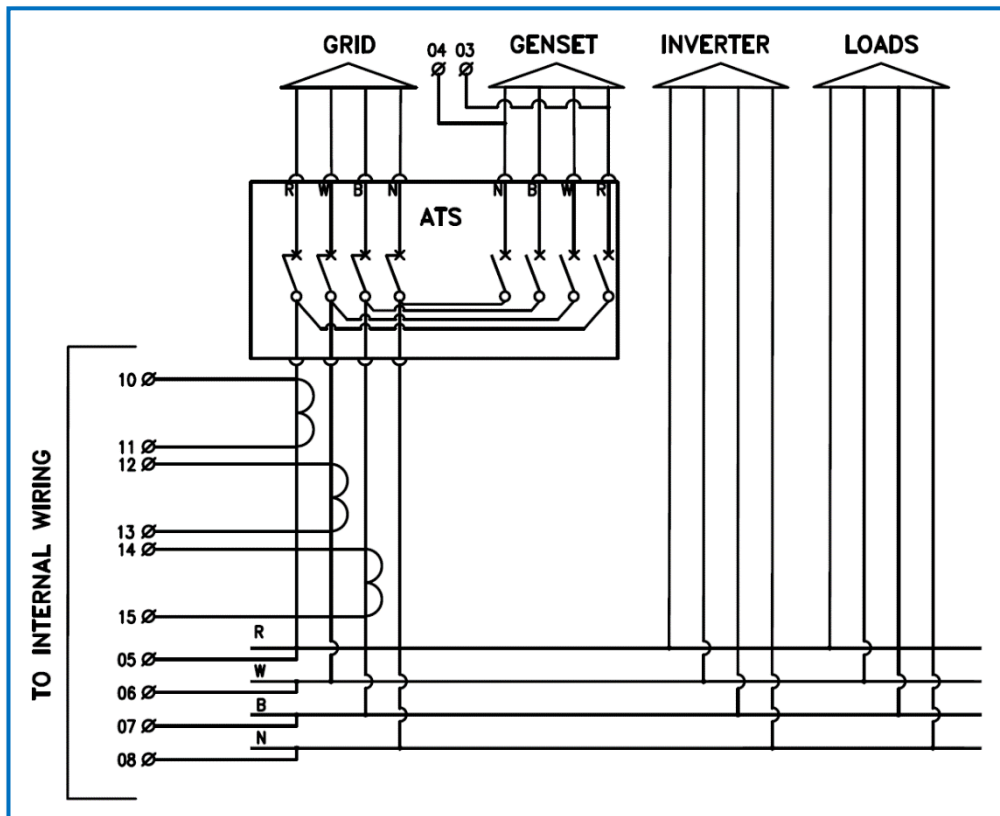 GRID 04 03 GENSET INVERTER LOADS
R W B N N B W R
ATS
10
11
12
13
14
15
R
05
W
06
B
07
N
08
TO INTERNAL WIRING